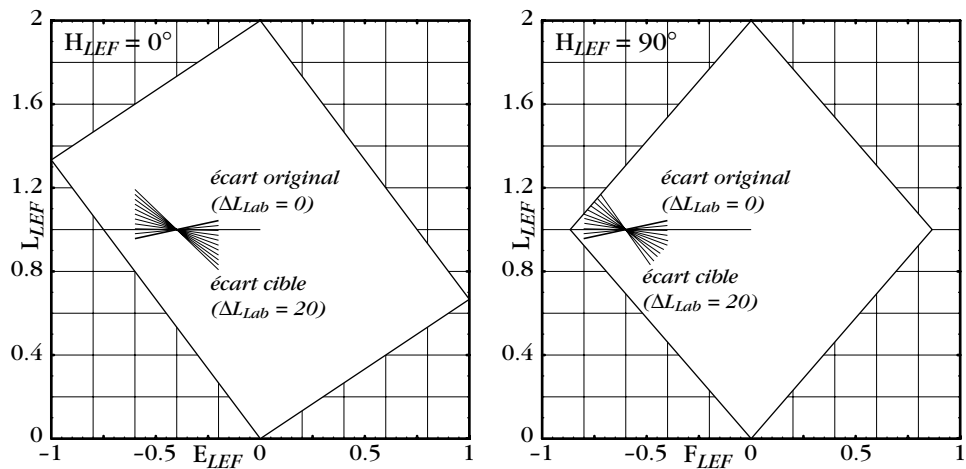 2
H_LEF = 0°
1.6
écart original
(ΔL_Lab = 0)
1.2
L_LEF
0.8
écart cible
(ΔL_Lab = 20)
0.4
0
-1 -0.5 E_LEF 0 0.5 1
2
H_LEF = 90°
1.6
écart original
(ΔL_Lab = 0)
1.2
L_LEF
0.8
écart cible
(ΔL_Lab = 20)
0.4
0
-1 -0.5 F_LEF 0 0.5 1